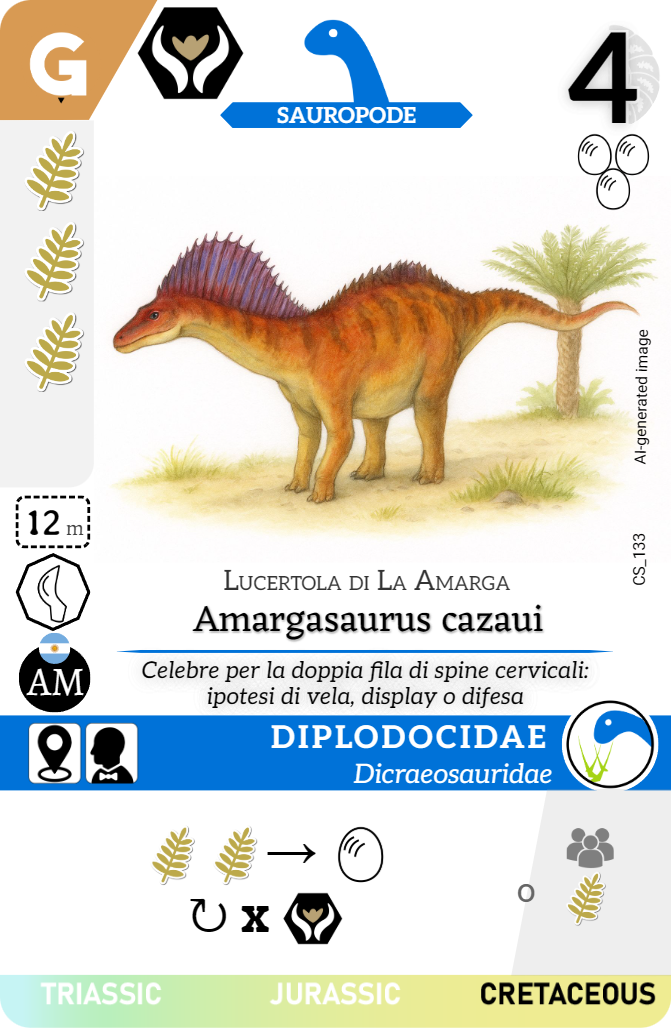 G
SAUROPODE
4
AI-generated image
12 m
CS_133
Lucertola di La Amarga
Amargasaurus cazaui
AM
Celebre per la doppia fila di spine cervicali:
ipotesi di vela, display o difesa
DIPLODOCIDAE
Dicraeosauridae
x
o
TRIASSIC JURASSIC CRETACEOUS